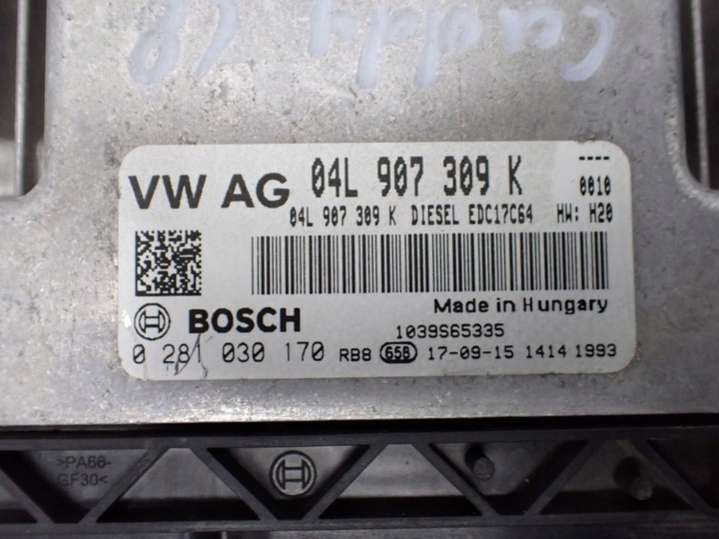 Caddy
VW AG 04L 907 309 K ----
04L 907 309 K DIESEL EDC17C64 HW: H20 0010
BOSCH Made in Hungary
1039S65335
0 281 030 170 RB8 656 17-09-15 1414 1993
>PA66-
GF30<